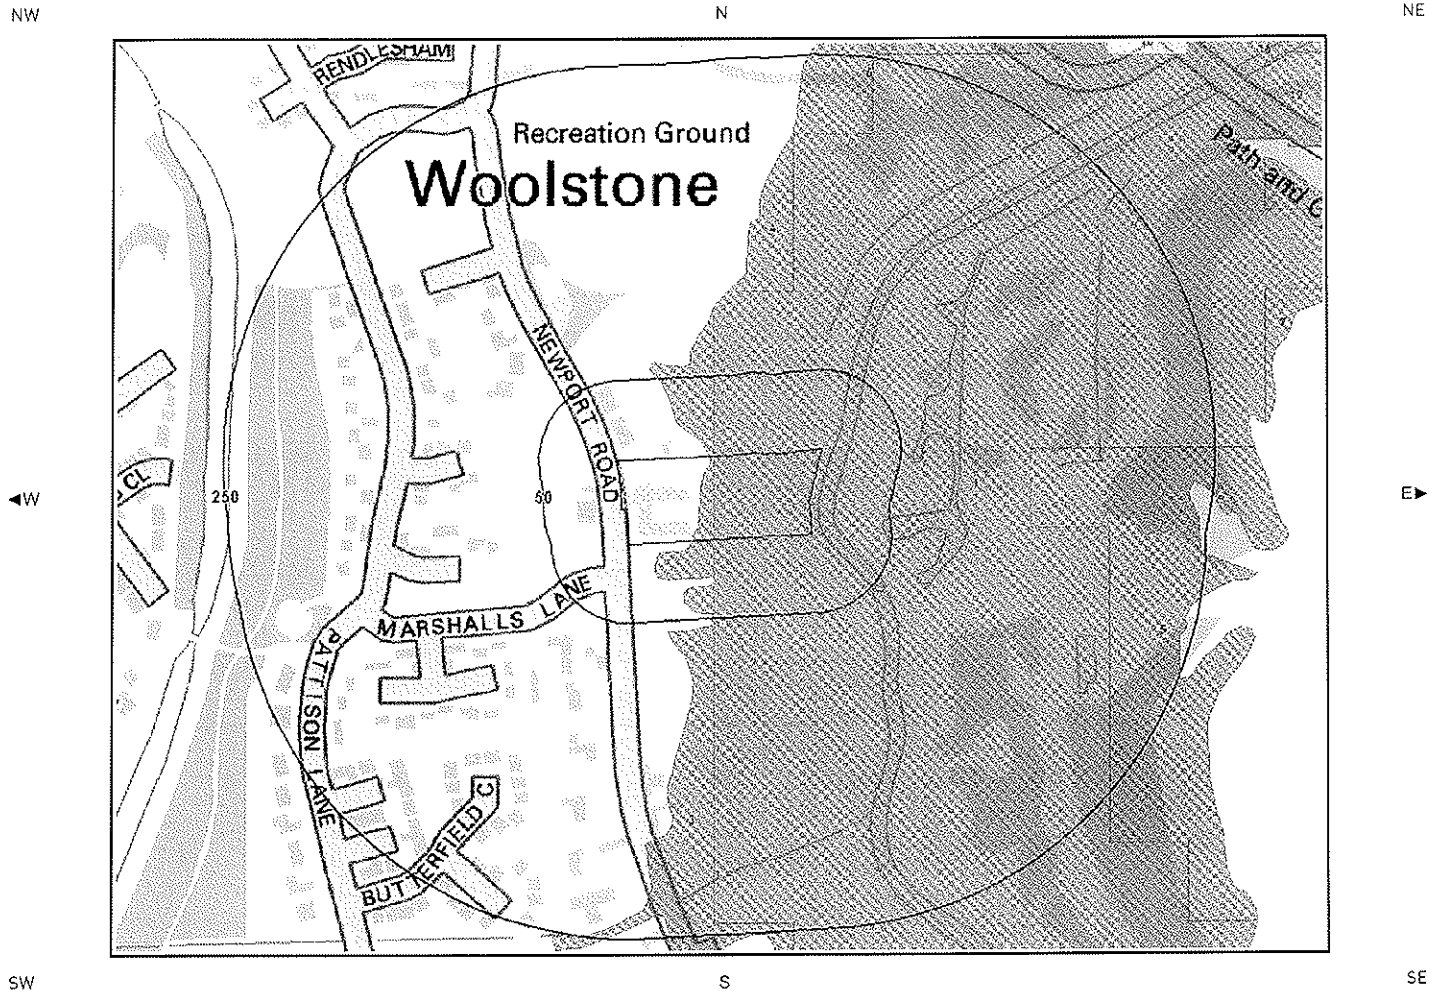 NW
N
NE
RENDLESHAM
Recreation Ground
Woolstone
Path and C
NEWPORT ROAD
CL
◄W
250
50
E►
MARSHALLS LANE
PATTISON LANE
BUTTERFIELD C
SW
S
SE